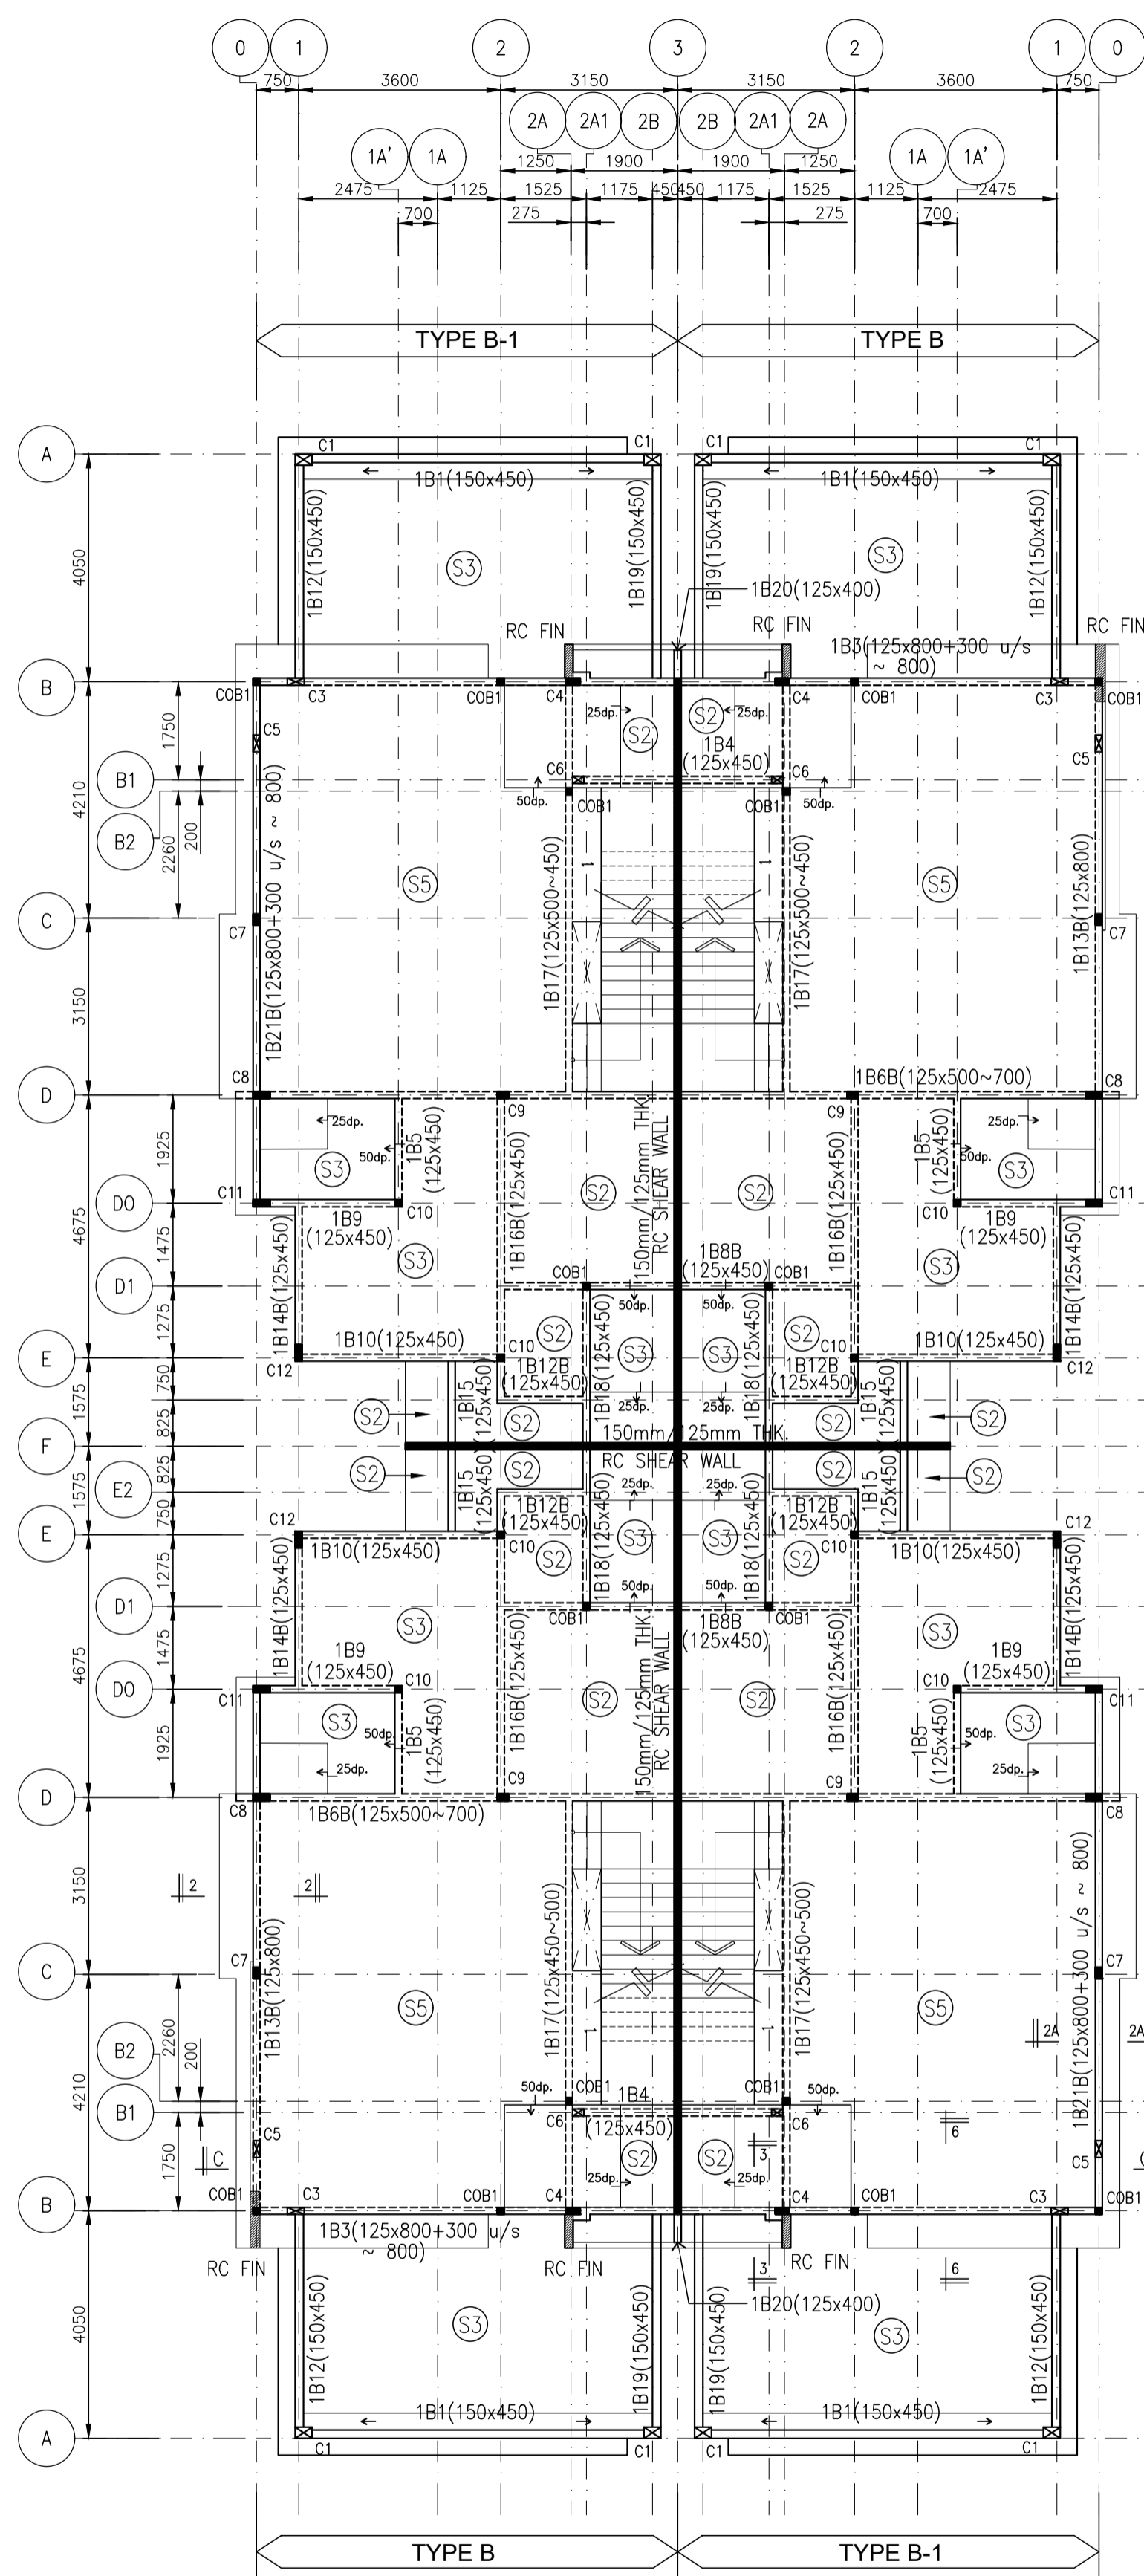 0 1 2 3 2 1 0
750 3600 3150 3150 3600 750
2A 2A1 2B 2B 2A1 2A
1A' 1A 1A 1A'
1250 1900 1900 1250
2475 1125 1525 1175 450 450 1175 1525 1125 2475
700 275 275 700
TYPE B-1 TYPE B
A
C1 C1 C1 C1
1B1(150x450) 1B1(150x450)
4050
1B12(150x450) 1B19(150x450) 1B19(150x450) 1B12(150x450)
S3 S3
1B20(125x400)
RC FIN RC FIN RC FIN
1B3(125x800+300 u/s
~ 800)
B
COB1 C3 COB1 C4 C4 COB1 C3 COB1
25dp. S2 S2 25dp.
1750
C5 C5
1B4
(125x450)
B1
C6 C6
50dp. COB1 COB1 50dp.
B2
4210 2260 200
1B21B(125x800+300 u/s ~ 800)
1B17(125x500~450) 1B17(125x500~450)
1B13B(125x800)
1 1
S5 S5
C
C7 C7
3150
1B6B(125x500~700)
D
C8 C9 C9 C8
25dp. 25dp.
50dp. 50dp.
1B5
(125x450)
1B5
(125x450)
1925
S3 S3
150mm/125mm THK.
RC SHEAR WALL
1B16B(125x450) 1B16B(125x450)
S2 S2
D0
C11 C10 C10 C11
1B9
(125x450)
1B9
(125x450)
4675 1475
S3 S3
1B14B(125x450) 1B14B(125x450)
1B8B
(125x450)
D1
COB1 COB1
50dp. 50dp.
1275
S2 S3 S3 S2
1B18(125x450) 1B18(125x450)
1B10(125x450) 1B10(125x450)
E
C12 C10 C10 C12
1B12B
(125x450)
1B12B
(125x450)
25dp. 25dp.
1575 750 825
1B15
(125x450)
1B15
(125x450)
S2 S2 S2 S2
F
150mm/125mm THK.
RC SHEAR WALL
S2 S2 S2 S2
1575 825 750
1B15
(125x450)
1B15
(125x450)
E2
25dp. 25dp.
1B12B
(125x450)
1B12B
(125x450)
E
C12 C10 C10 C12
1B10(125x450) 1B10(125x450)
S2 S3 S3 S2
1B18(125x450) 1B18(125x450)
1275
50dp. 50dp.
D1
COB1 COB1
1B8B
(125x450)
1B14B(125x450) 1B14B(125x450)
S3 S3
4675 1475
1B9
(125x450)
1B9
(125x450)
D0
C11 C10 C10 C11
150mm/125mm THK.
RC SHEAR WALL
1B16B(125x450) 1B16B(125x450)
S2 S2
S3 S3
1925
50dp. 50dp.
1B5
(125x450)
1B5
(125x450)
25dp. 25dp.
D
C8 C9 C9 C8
1B6B(125x500~700)
3150
2 2
1B13B(125x800)
1B17(125x450~500) 1B17(125x450~500)
1B21B(125x800+300 u/s ~ 800)
C
C7 C7
S5 S5
2A 2A
1 1
4210 2260 200
B2
50dp. COB1 COB1 50dp.
1B4
(125x450)
B1
C6 C6
6
C5 C5
1750
C
S2 S2
3
25dp. 25dp.
B
COB1 C3 COB1 C4 C4 COB1 C3 COB1
1B3(125x800+300 u/s
~ 800)
RC FIN RC FIN RC FIN
3 6
1B20(125x400)
4050
S3 S3
1B12(150x450) 1B19(150x450) 1B19(150x450) 1B12(150x450)
1B1(150x450) 1B1(150x450)
A
C1 C1 C1 C1
TYPE B TYPE B-1